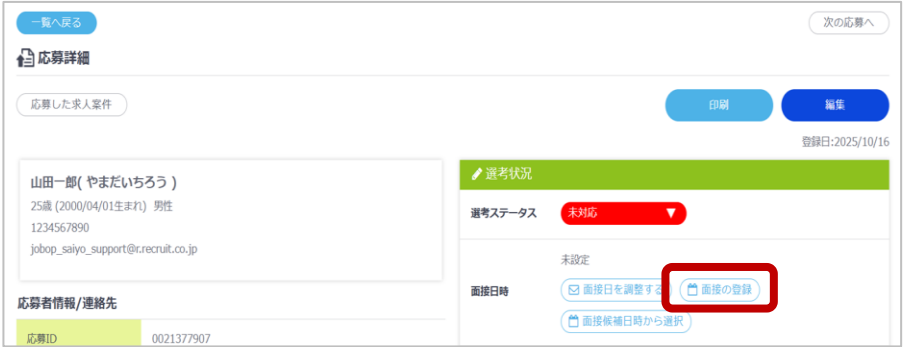 一覧へ戻る
次の応募へ
応募詳細
応募した求人案件
印刷
編集
登録日:2025/10/16
山田一郎( やまだいちろう )
25歳 (2000/04/01生まれ) 男性
1234567890
jobop_saiyo_support@r.recruit.co.jp
選考状況
選考ステータス 未対応 ▼
未設定
面接日時 面接日を調整する 面接の登録
面接候補日時から選択
応募者情報/連絡先
応募ID 0021377907